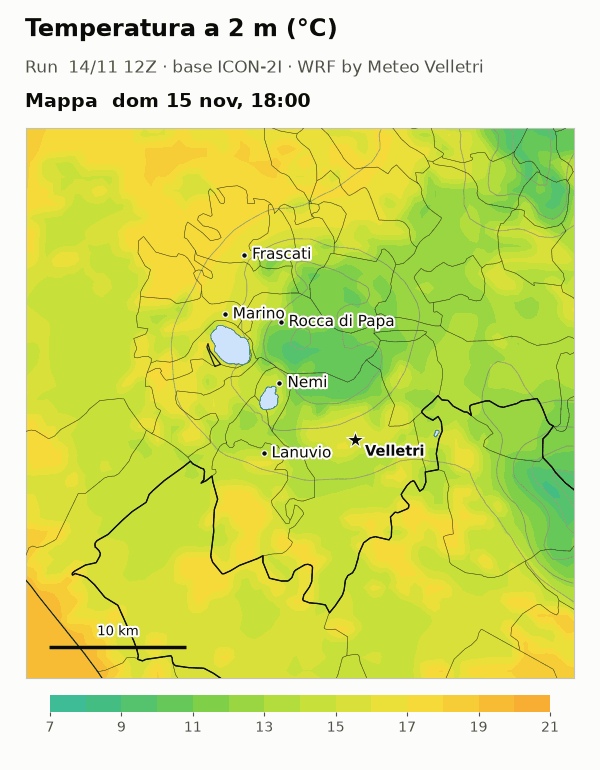 Temperatura a 2 m (°C)
Run  14/11 12Z · base ICON-2I · WRF by Meteo Velletri
Mappa  dom 15 nov, 18:00
Frascati
Marino
Rocca di Papa
Nemi
Velletri
Lanuvio
10 km
7 9 11 13 15 17 19 21